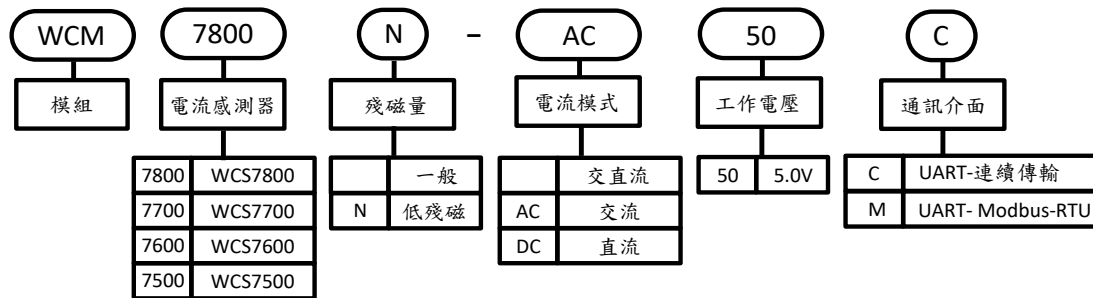 WCM 7800 N - AC 50 C
模組 電流感測器 殘磁量 電流模式 工作電壓 通訊介面
7800 WCS7800 一般 交直流 50 5.0V C UART-連續傳輸
7700 WCS7700 N 低殘磁 AC 交流 M UART- Modbus-RTU
7600 WCS7600 DC 直流
7500 WCS7500